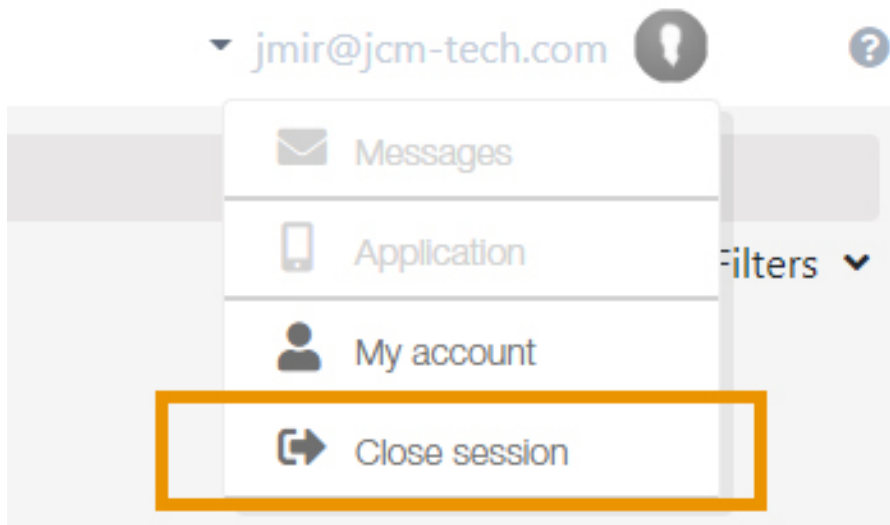 jmir@jcm-tech.com
Messages
Application
Filters
My account
Close session